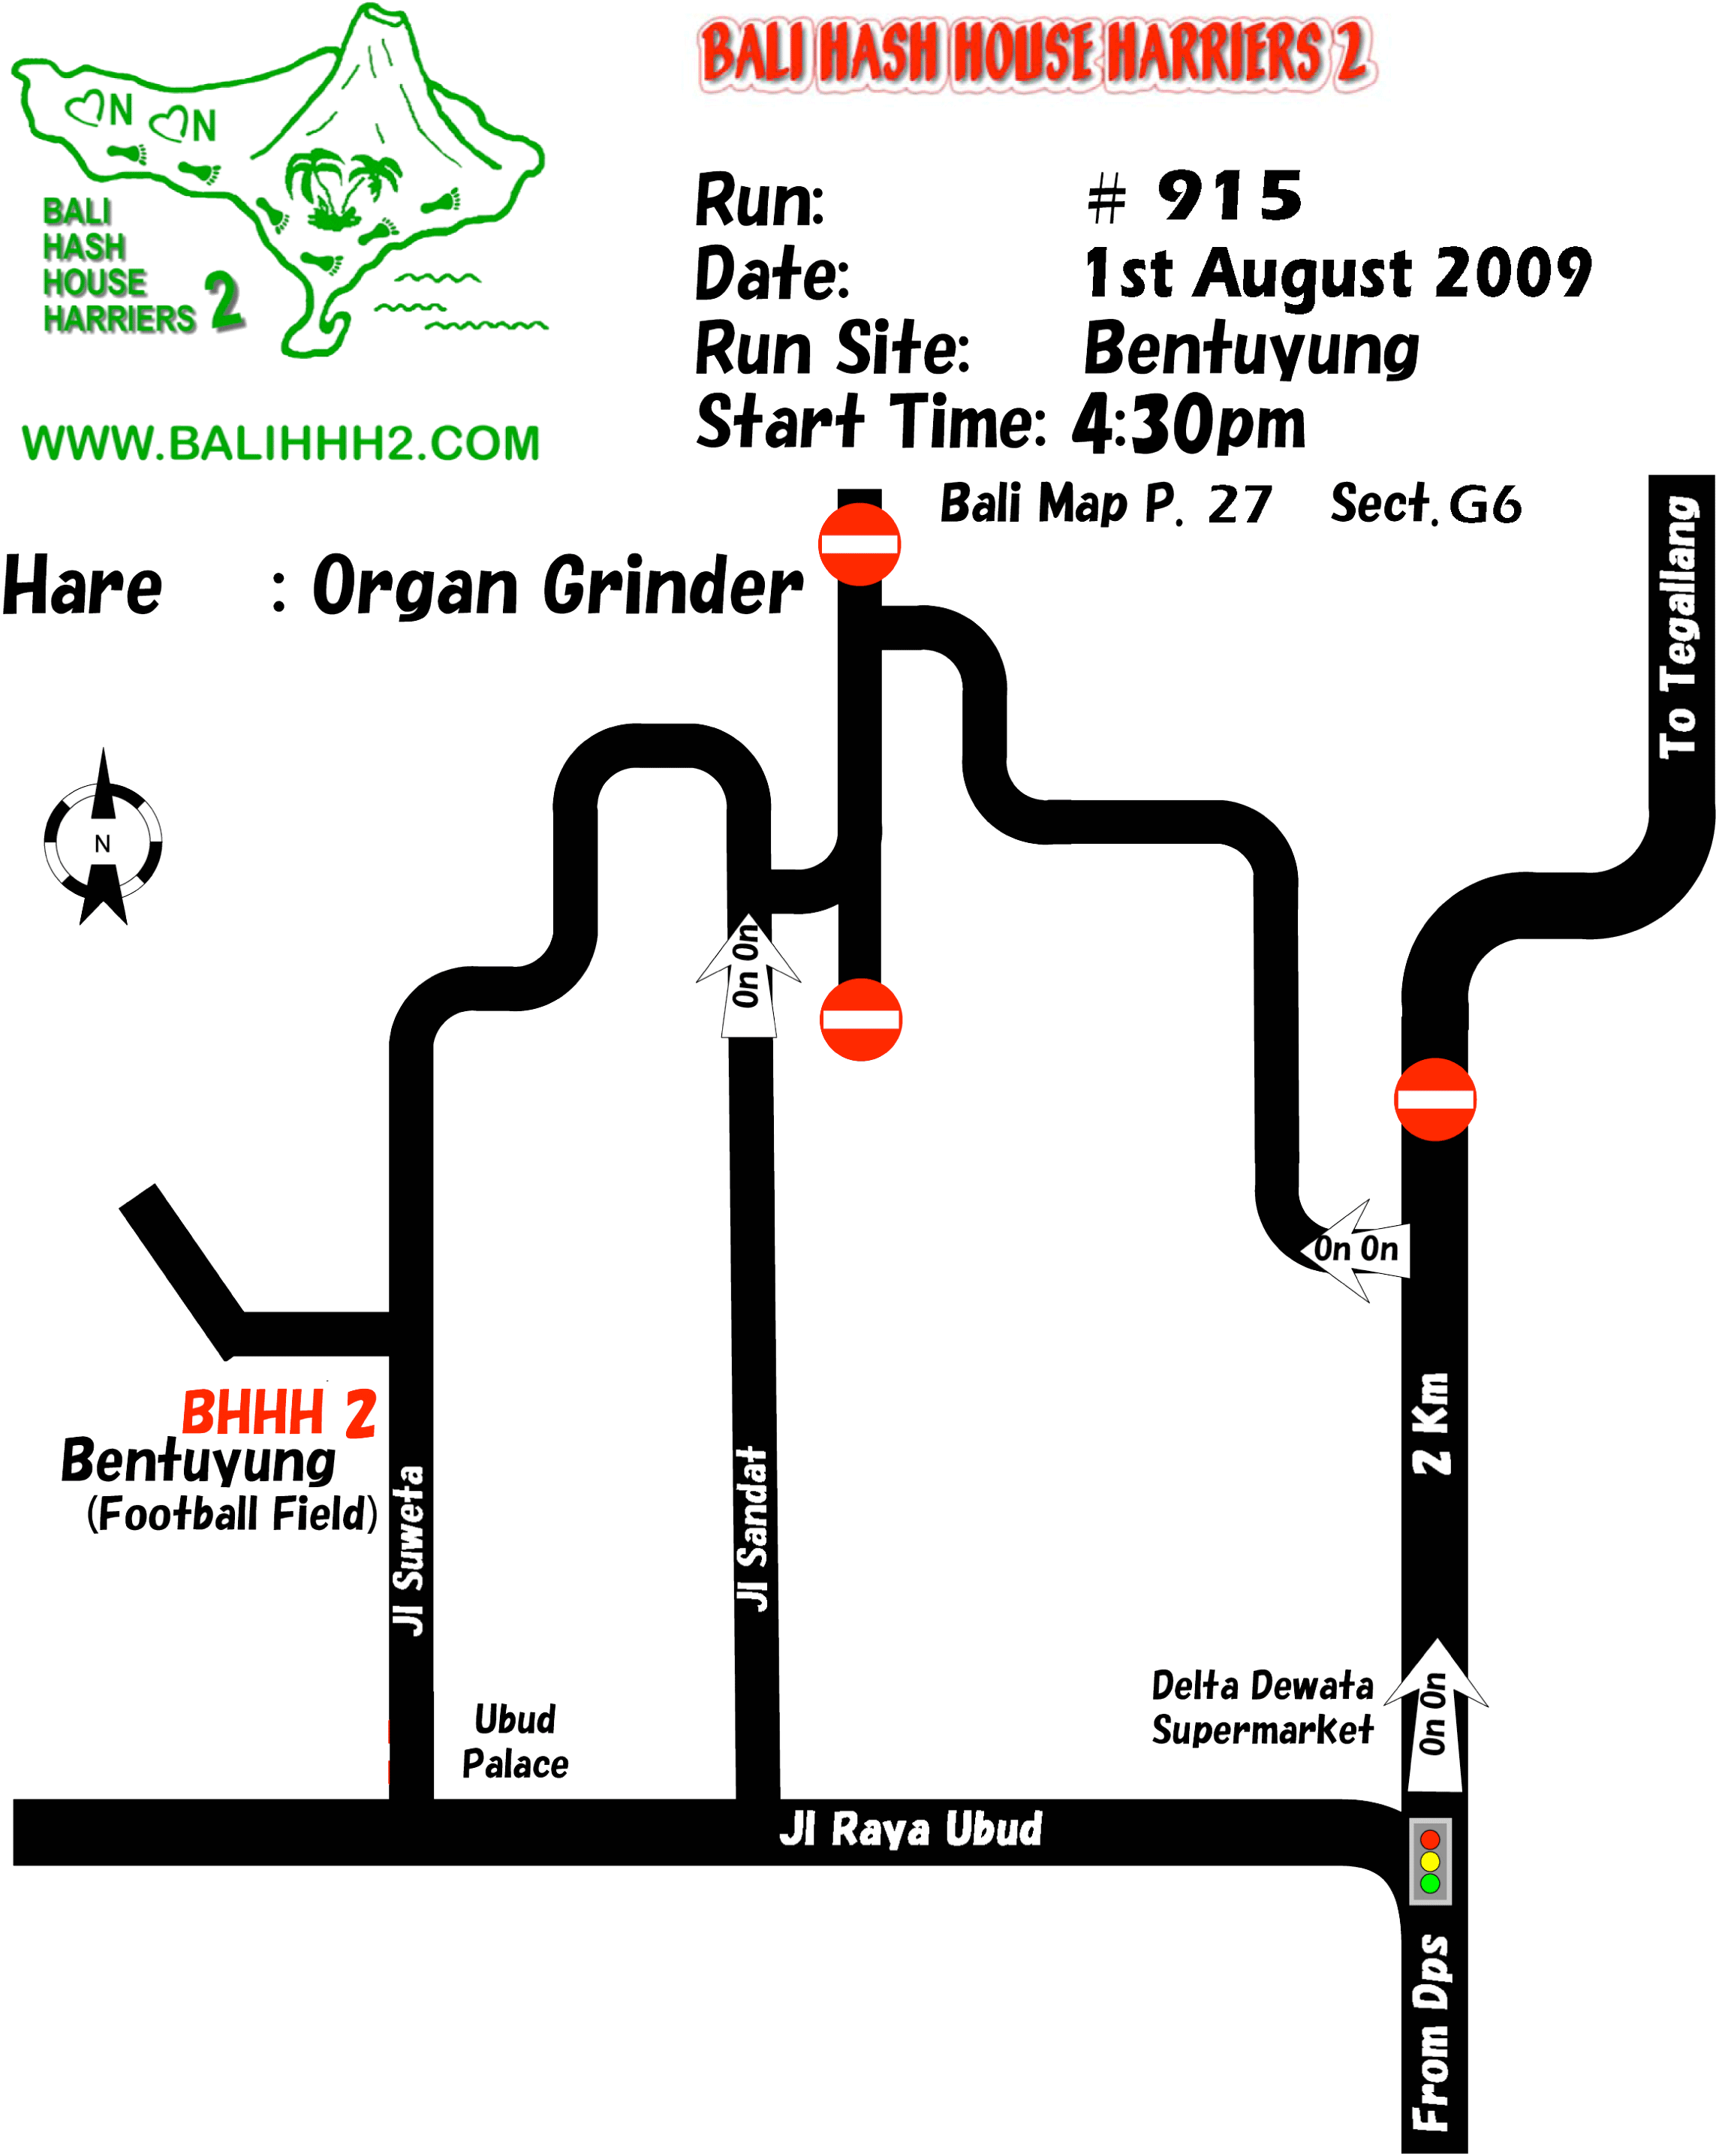 BALI HASH HOUSE HARRIERS 2
ON ON
BALI
HASH
HOUSE
HARRIERS 2
WWW.BALIHHH2.COM
Run: # 915
Date: 1st August 2009
Run Site: Bentuyung
Start Time: 4:30pm
Bali Map P. 27 Sect. G6
Hare : Organ Grinder
To Tegallang
N
On On
On On
2 Km
BHHH 2
Bentuyung
(Football Field)
Jl Suweta
Jl Sandat
Ubud
Palace
Delta Dewata
Supermarket
On On
Jl Raya Ubud
From Dps